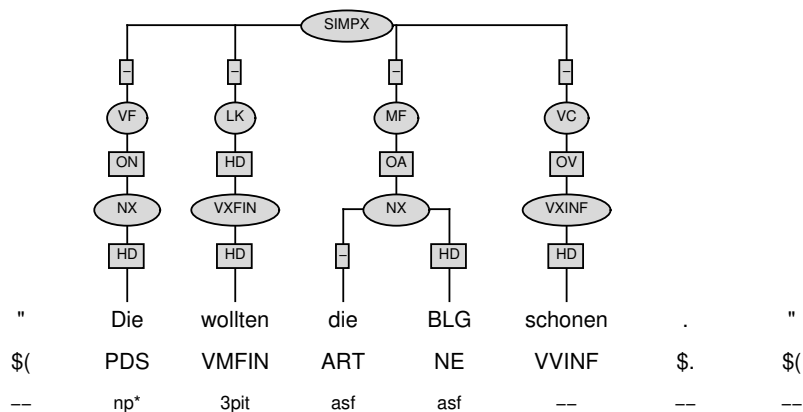 SIMPX
– – – –
VF LK MF VC
ON HD OA OV
NX VXFIN NX VXINF
HD HD – HD HD
" Die wollten die BLG schonen . "
$( PDS VMFIN ART NE VVINF $. $(
−− np* 3pit asf asf −− −− −−